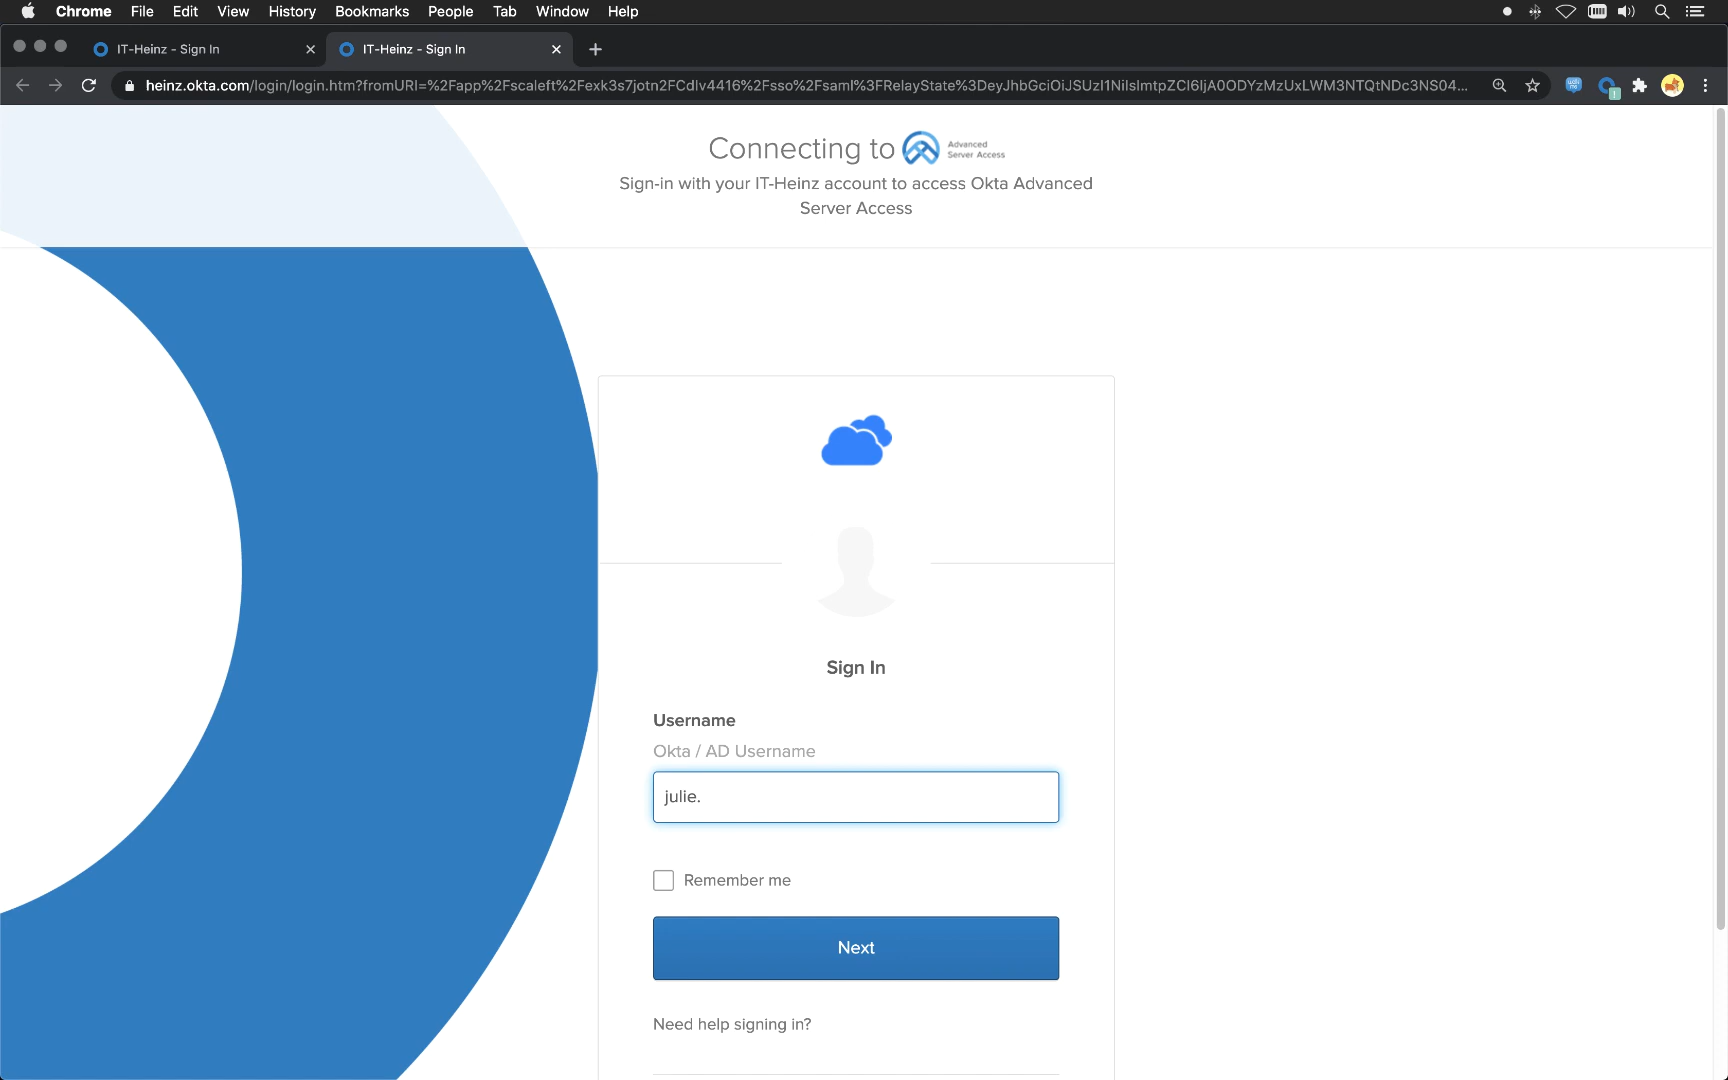 Chrome File Edit View History Bookmarks People Tab Window Help
IT-Heinz - Sign In
IT-Heinz - Sign In
heinz.okta.com/login/login.htm?fromURI=%2Fapp%2Fscaleft%2Fexk3s7jotn2FCdlv4416%2Fsso%2Fsaml%3FRelayState%3DeyJhbGciOiJSUzI1NiIsImtpZCI6IjA0ODYzMzUxLWM3NTQtNDc3NS04...
Connecting to Advanced
Server Access
Sign-in with your IT-Heinz account to access Okta Advanced
Server Access
Sign In
Username
Okta / AD Username
julie.
Remember me
Next
Need help signing in?